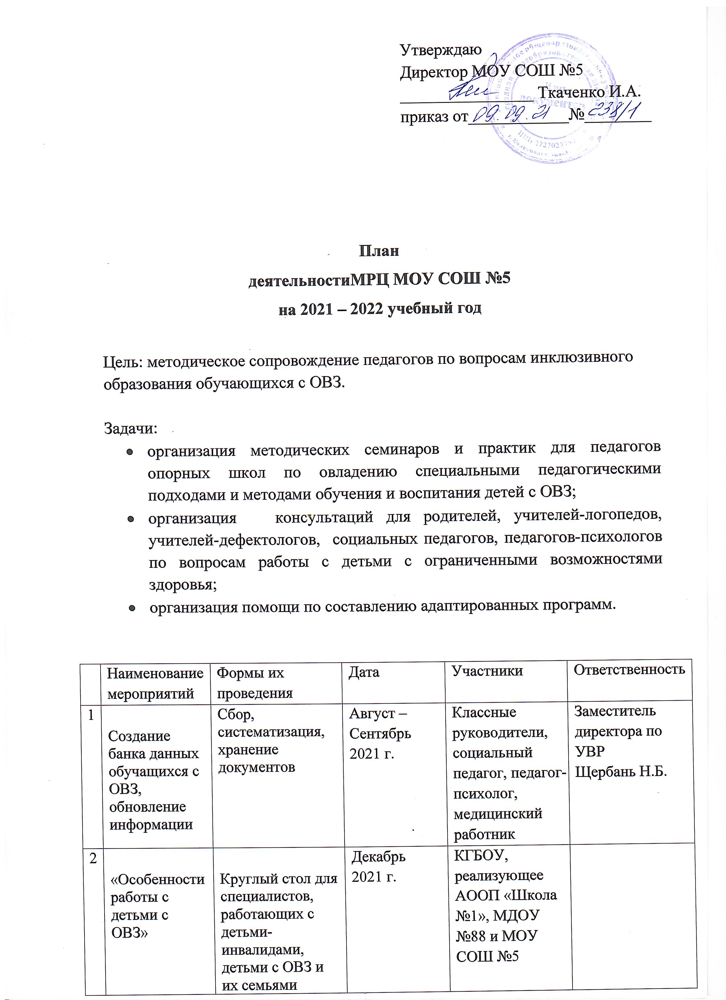 Утверждаю
Директор МОУ СОШ №5
Ткаченко И.А.
приказ от 09.09.21 № 238/1
документов
План
деятельностиМРЦ МОУ СОШ №5
на 2021 – 2022 учебный год
Цель: методическое сопровождение педагогов по вопросам инклюзивного
образования обучающихся с ОВЗ.
Задачи:
• организация методических семинаров и практик для педагогов
опорных школ по овладению специальными педагогическими
подходами и методами обучения и воспитания детей с ОВЗ;
• организация консультаций для родителей, учителей-логопедов,
учителей-дефектологов, социальных педагогов, педагогов-психологов
по вопросам работы с детьми с ограниченными возможностями
здоровья;
• организация помощи по составлению адаптированных программ.
Наименование
мероприятий
Формы их
проведения
Дата
Участники
Ответственность
1
Создание
банка данных
обучащихся с
ОВЗ,
обновление
информации
Сбор,
систематизация,
хранение
документов
Август –
Сентябрь
2021 г.
Классные
руководители,
социальный
педагог, педагог-
психолог,
медицинский
работник
Заместитель
директора по
УВР
Щербань Н.Б.
2
«Особенности
работы с
детьми с
ОВЗ»
Круглый стол для
специалистов,
работающих с
детьми-
инвалидами,
детьми с ОВЗ и
их семьями
Декабрь
2021 г.
КГБОУ,
реализующее
АООП «Школа
№1», МДОУ
№88 и МОУ
СОШ №5